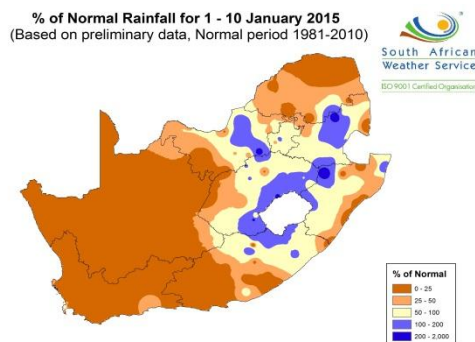 % of Normal Rainfall for 1 - 10 January 2015
(Based on preliminary data, Normal period 1981-2010)
South African
Weather Service
ISO 9001 Certified Organisation
% of Normal
0 - 25
25 - 50
50 - 100
100 - 200
200 - 2,000